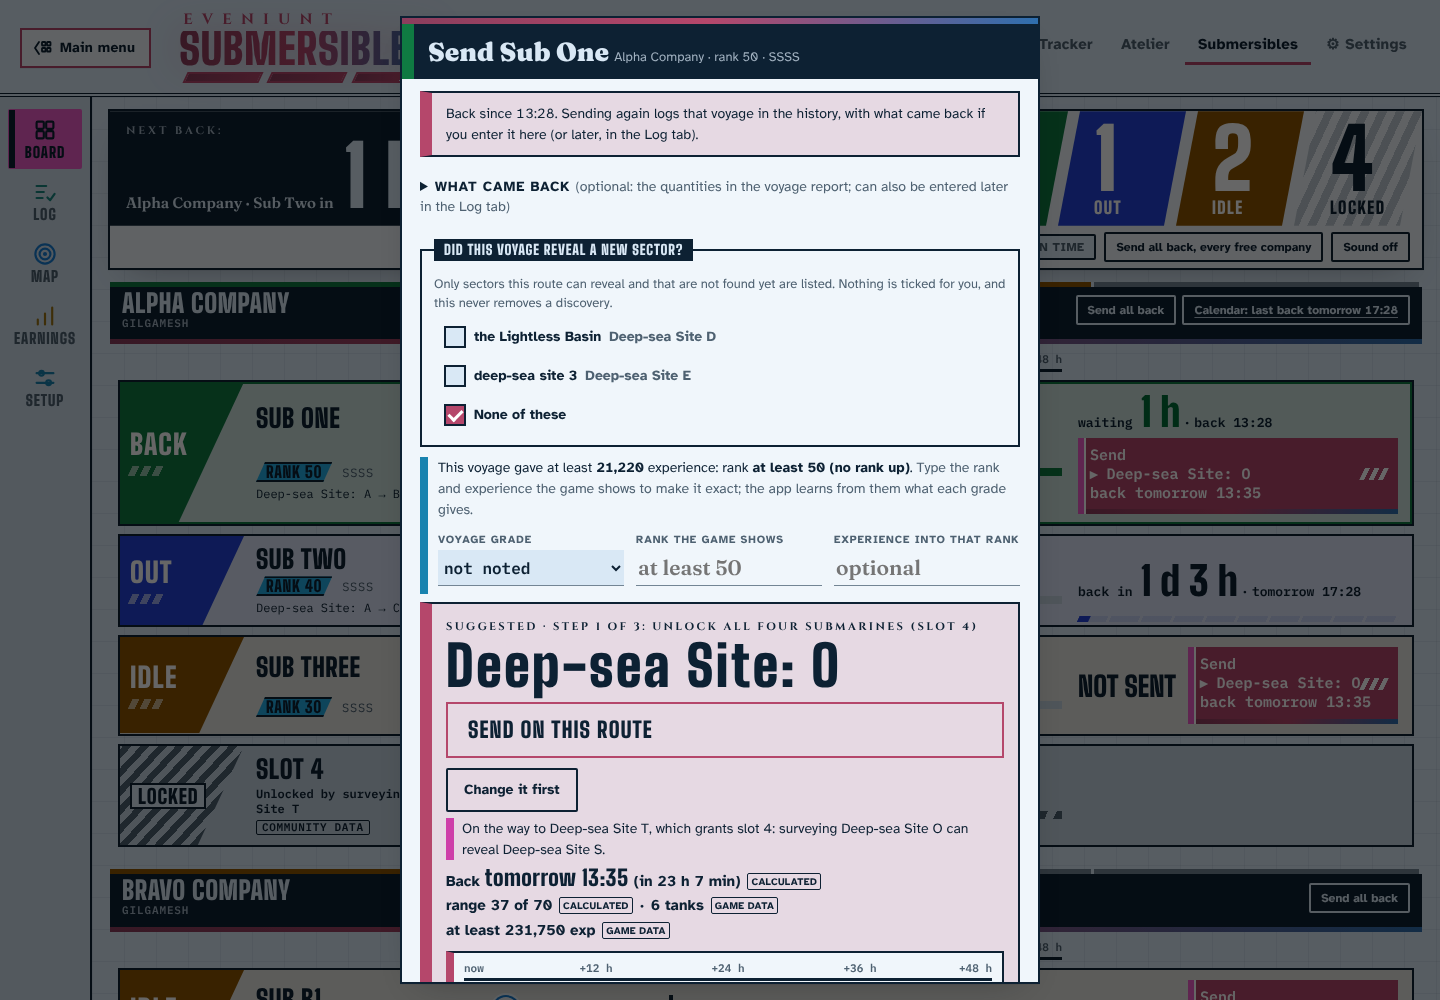 Main menu
EVENIUNT
SUBMERSIBLE
Tracker
Atelier
Submersibles
Settings
BOARD
LOG
MAP
EARNINGS
SETUP
NEXT BACK:
Alpha Company · Sub Two in
1
1
OUT
2
IDLE
4
LOCKED
N TIME
Send all back, every free company
Sound off
ALPHA COMPANY
GILGAMESH
Send all back
Calendar: last back tomorrow 17:28
48 h
BACK
SUB ONE
RANK 50
SSSS
Deep-sea Site: A → B
waiting 1 h · back 13:28
Send
▶ Deep-sea Site: O
back tomorrow 13:35
OUT
SUB TWO
RANK 40
SSSS
Deep-sea Site: A → C
back in 1 d 3 h · tomorrow 17:28
IDLE
SUB THREE
RANK 30
SSSS
NOT SENT
Send
▶ Deep-sea Site: O
back tomorrow 13:35
LOCKED
SLOT 4
Unlocked by surveyin
Site T
COMMUNITY DATA
BRAVO COMPANY
GILGAMESH
Send all back
48 h
SUB B1
Send
Send Sub One Alpha Company · rank 50 · SSSS
Back since 13:28. Sending again logs that voyage in the history, with what came back if
you enter it here (or later, in the Log tab).
▶ WHAT CAME BACK (optional: the quantities in the voyage report; can also be entered later
in the Log tab)
DID THIS VOYAGE REVEAL A NEW SECTOR?
Only sectors this route can reveal and that are not found yet are listed. Nothing is ticked for you, and
this never removes a discovery.
the Lightless Basin Deep-sea Site D
deep-sea site 3 Deep-sea Site E
None of these
This voyage gave at least 21,220 experience: rank at least 50 (no rank up). Type the rank
and experience the game shows to make it exact; the app learns from them what each grade
gives.
VOYAGE GRADE
not noted
RANK THE GAME SHOWS
at least 50
EXPERIENCE INTO THAT RANK
optional
SUGGESTED · STEP 1 OF 3: UNLOCK ALL FOUR SUBMARINES (SLOT 4)
Deep-sea Site: O
SEND ON THIS ROUTE
Change it first
On the way to Deep-sea Site T, which grants slot 4: surveying Deep-sea Site O can
reveal Deep-sea Site S.
Back tomorrow 13:35 (in 23 h 7 min) CALCULATED
range 37 of 70 CALCULATED · 6 tanks GAME DATA
at least 231,750 exp GAME DATA
now +12 h +24 h +36 h +48 h